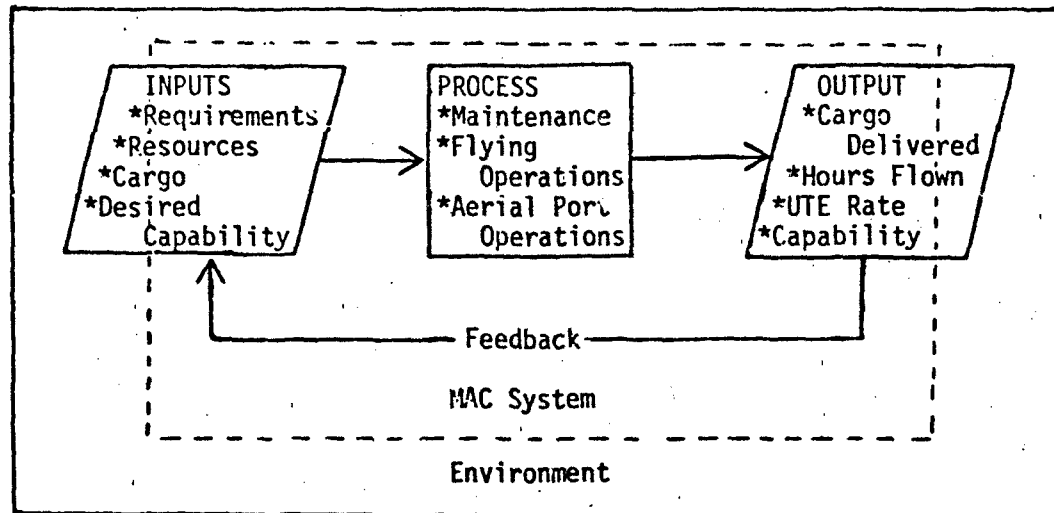 INPUTS
*Requirements
*Resources
*Cargo
*Desired
Capability
PROCESS
*Maintenance
*Flying
Operations
*Aerial Port
Operations
OUTPUT
*Cargo
Delivered
*Hours Flown
*UTE Rate
*Capability
Feedback
MAC System
Environment